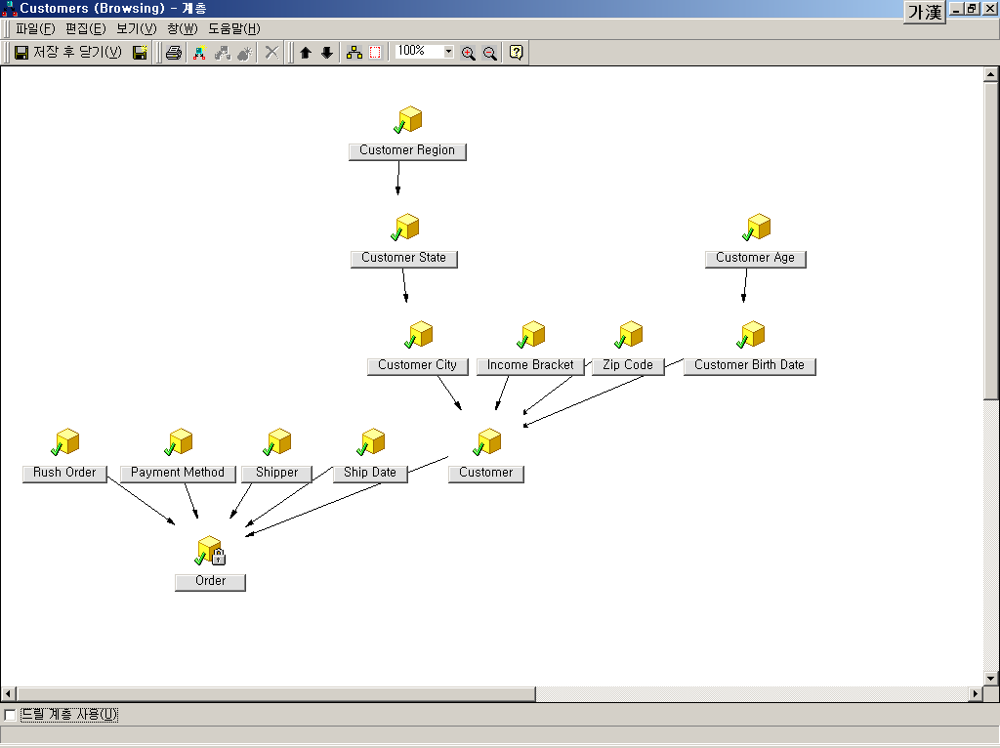 Customers (Browsing) - 계층
가漢
파일(F) 편집(E) 보기(V) 창(W) 도움말(H)
저장 후 닫기(V) 100%
Customer Region
Customer State
Customer Age
Customer City
Income Bracket
Zip Code
Customer Birth Date
Rush Order
Payment Method
Shipper
Ship Date
Customer
Order
드릴 계층 사용(U)